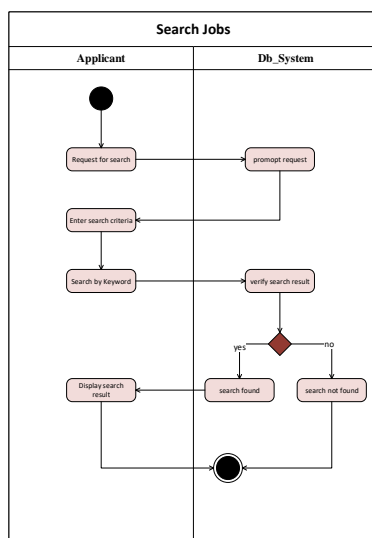 Search Jobs
Applicant
Db_System
Request for search
promopt request
Enter search criteria
Search by Keyword
verify search result
yes
no
Display search
result
search found
search not found